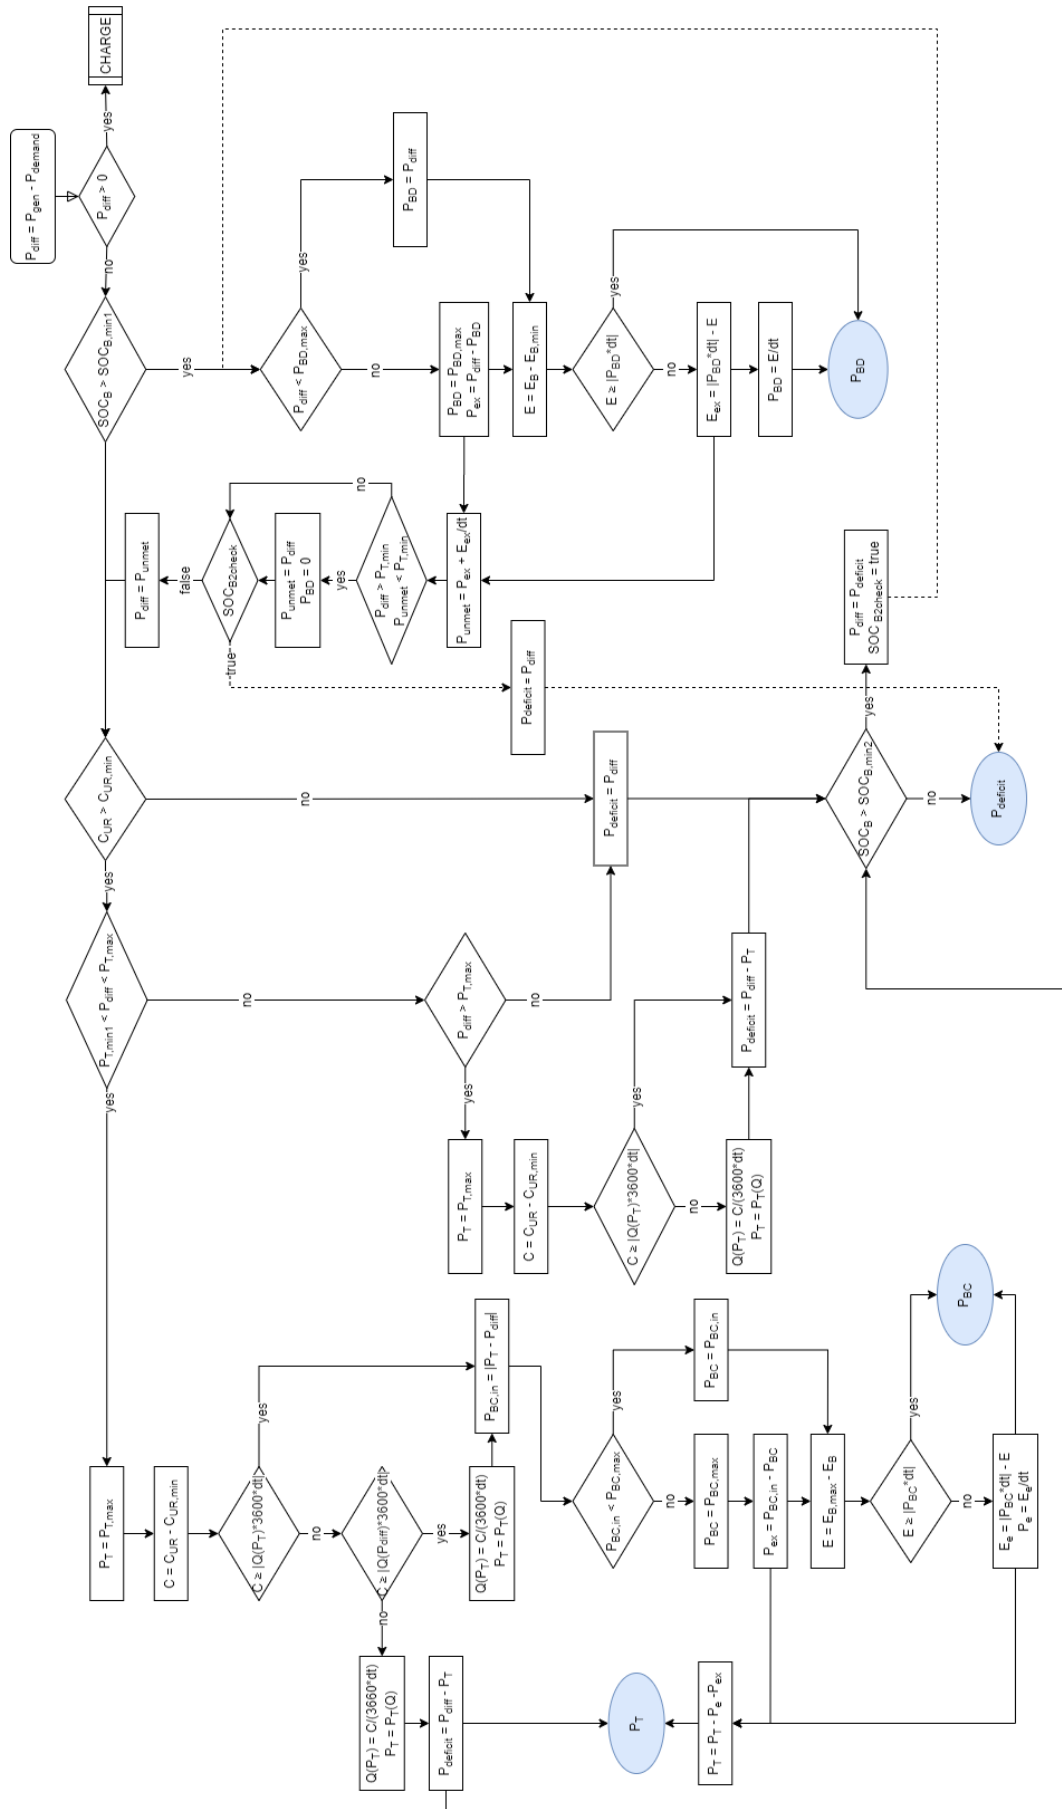 P_diff = P_gen - P_demand
P_diff > 0
yes
CHARGE
no
SOC_B > SOC_B,min1
yes
P_diff < P_BD,max
yes
P_BD = P_diff
no
P_BD = P_BD,max
P_ex = P_diff - P_BD
E = E_B - E_B,min
E ≥ |P_BD*dt|
yes
no
E_ex = |P_BD*dt| - E
P_BD = E/dt
P_BD
P_unmet = P_ex + E_ex/dt
P_diff > P_T,min
P_unmet < P_T,min
no
yes
P_unmet = P_diff
P_BD = 0
SOC_B2check
false
P_diff = P_unmet
true
P_deficit = P_diff
C_UR > C_UR,min
no
P_deficit = P_diff
yes
P_T,min1 < P_diff < P_T,max
no
P_diff > P_T,max
no
yes
P_T = P_T,max
C = C_UR - C_UR,min
C ≥ |Q(P_T)*3600*dt|
yes
no
Q(P_T) = C/(3600*dt)
P_T = P_T(Q)
P_deficit = P_diff - P_T
SOC_B > SOC_B,min2
yes
P_diff = P_deficit
SOC_B2check = true
no
P_deficit
yes
P_T = P_T,max
C = C_UR - C_UR,min
C ≥ |Q(P_T)*3600*dt|
yes
no
C ≥ |Q(P_diff)*3600*dt|
yes
Q(P_T) = C/(3600*dt)
P_T = P_T(Q)
P_BC,in = |P_T - P_diff|
no
Q(P_T) = C/(3660*dt)
P_T = P_T(Q)
P_deficit = P_diff - P_T
P_T
P_BC,in < P_BC,max
yes
P_BC = P_BC,in
no
P_BC = P_BC,max
P_ex = P_BC,in - P_BC
E = E_B,max - E_B
E ≥ |P_BC*dt|
yes
no
E_e = |P_BC*dt| - E
P_e = E_e/dt
P_BC
P_T = P_T - P_e -P_ex